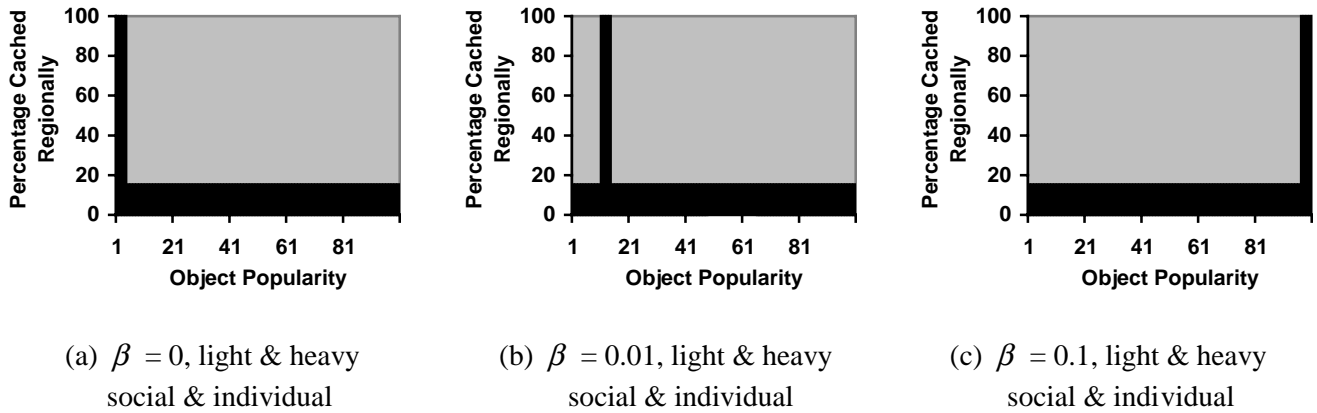 Percentage Cached
Regionally
100
80
60
40
20
0
1 21 41 61 81
Object Popularity
(a) β = 0, light & heavy
social & individual
Percentage Cached
Regionally
100
80
60
40
20
0
1 21 41 61 81
Object Popularity
(b) β = 0.01, light & heavy
social & individual
Percentage Cached
Regionally
100
80
60
40
20
0
1 21 41 61 81
Object Popularity
(c) β = 0.1, light & heavy
social & individual